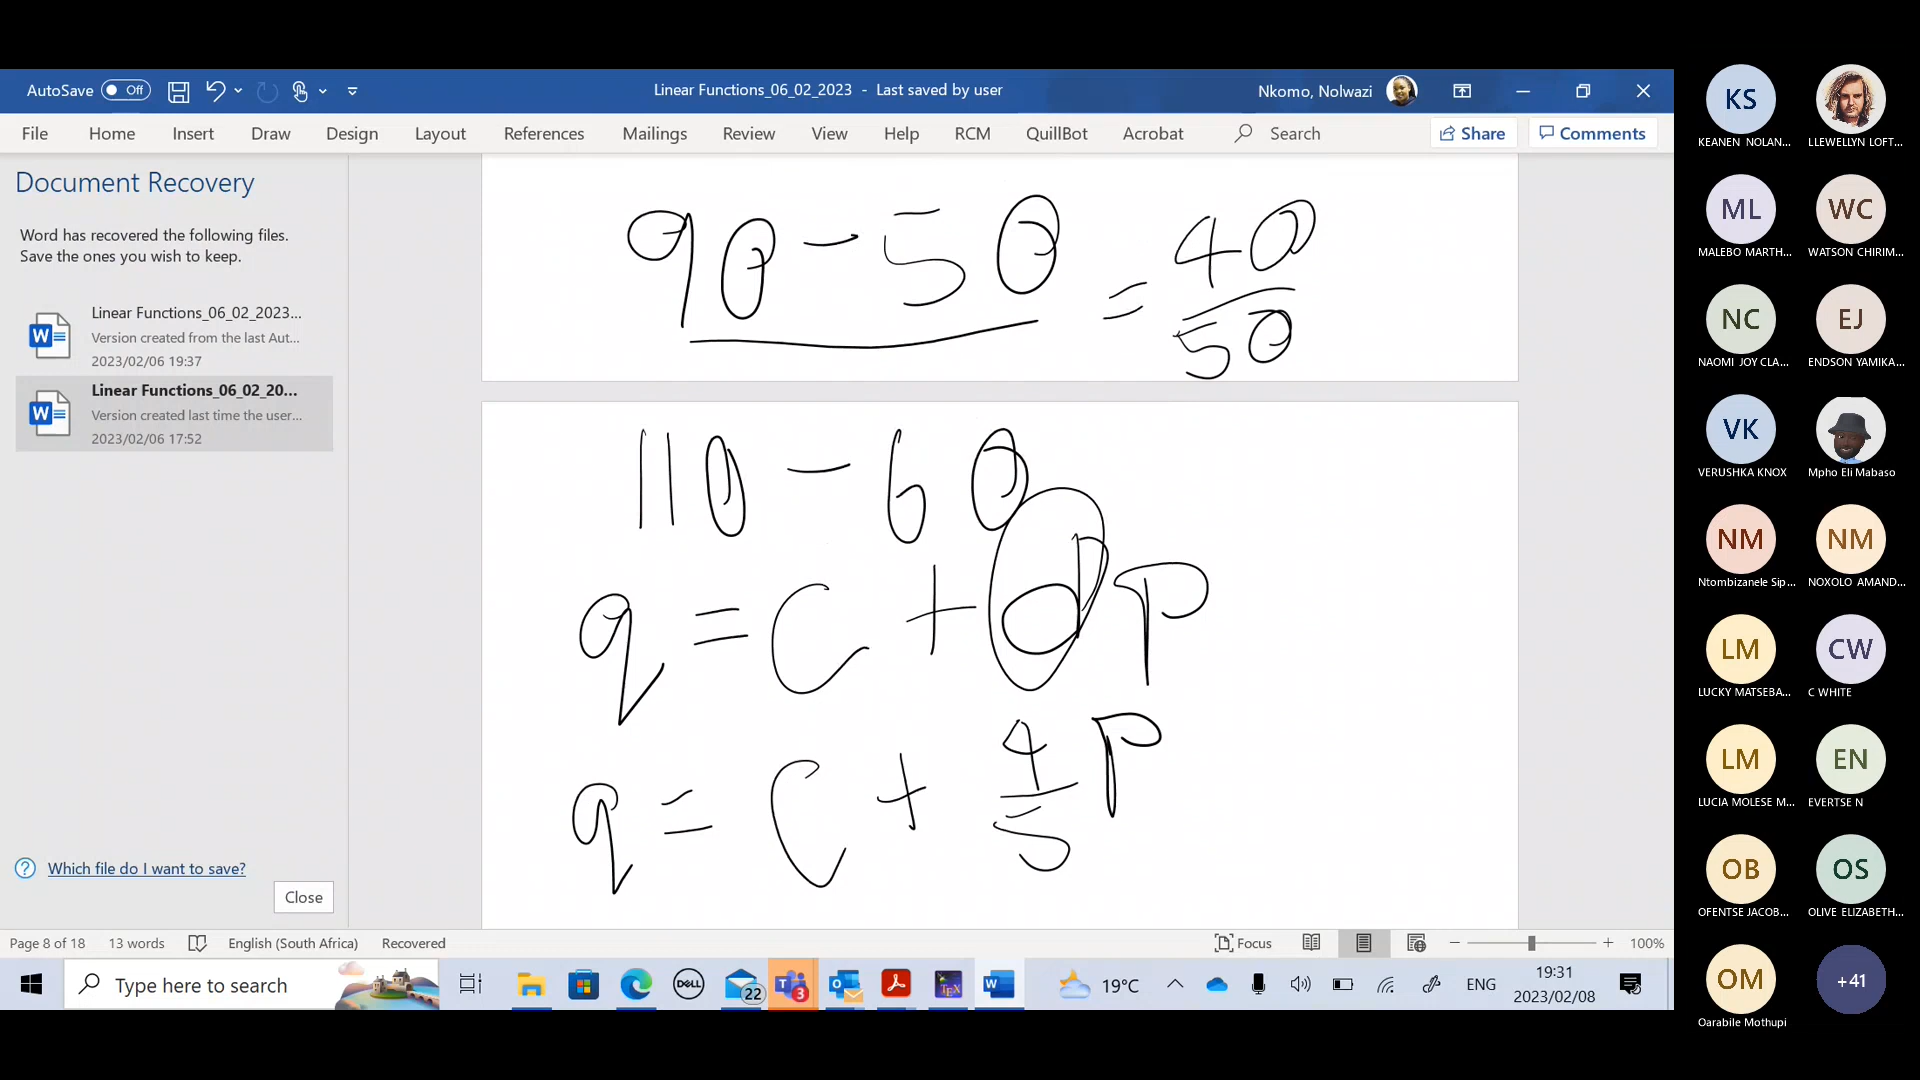 AutoSave Off
Linear Functions_06_02_2023 - Last saved by user
Nkomo, Nolwazi
File Home Insert Draw Design Layout References Mailings Review View Help RCM QuillBot Acrobat Search Share Comments
Document Recovery
Word has recovered the following files.
Save the ones you wish to keep.
Linear Functions_06_02_2023...
Version created from the last Aut...
2023/02/06 19:37
Linear Functions_06_02_20...
Version created last time the user...
2023/02/06 17:52
Which file do I want to save?
Close
90 - 50 = 40
50
110 - 60
q = c + d P
q = c + 4/5 P
Page 8 of 18 13 words English (South Africa) Recovered Focus 100%
Type here to search
DELL
22
T 3
TEX
W
19°C
ENG
19:31
2023/02/08
KS
KEANEN NOLAN...
LLEWELLYN LOFT...
ML
MALEBO MARTH...
WC
WATSON CHIRIM...
NC
NAOMI JOY CLA...
EJ
ENDSON YAMIKA...
VK
VERUSHKA KNOX
Mpho Eli Mabaso
NM
Ntombizanele Sip...
NM
NOXOLO AMAND...
LM
LUCKY MATSEBA...
CW
C WHITE
LM
LUCIA MOLESE M...
EN
EVERTSE N
OB
OFENTSE JACOB...
OS
OLIVE ELIZABETH...
OM
Oarabile Mothupi
+41